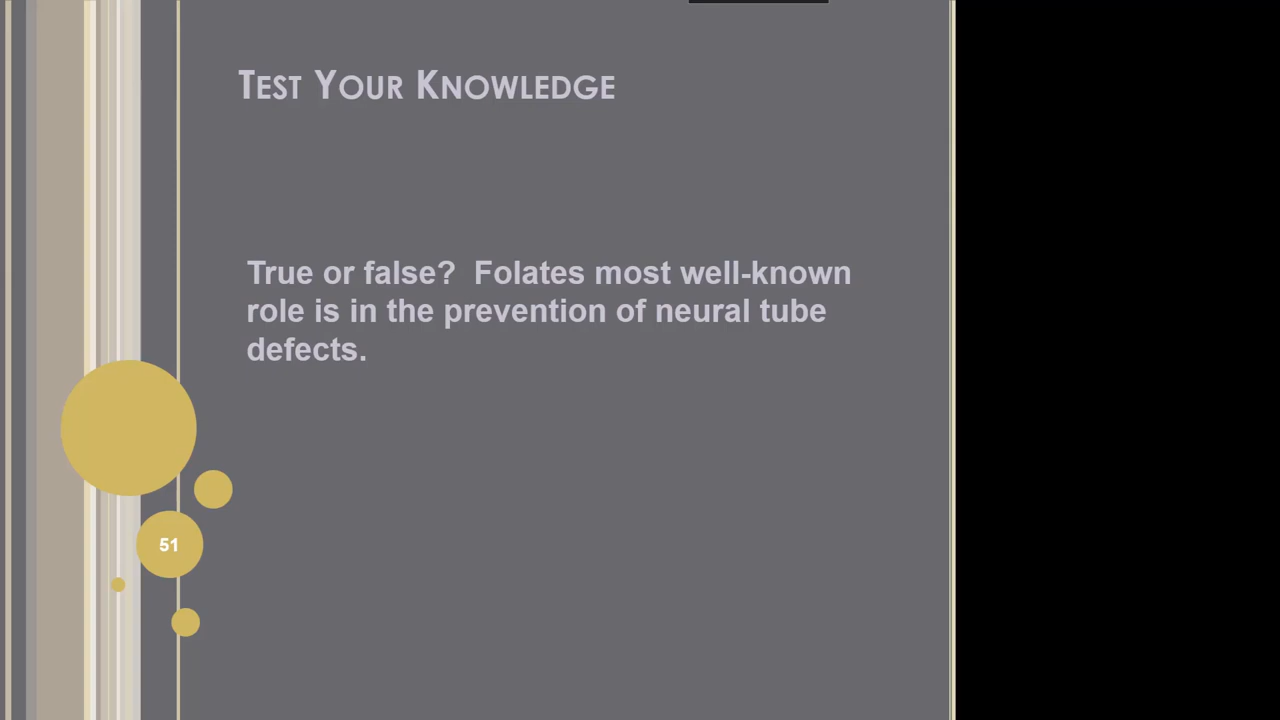 Test Your Knowledge
True or false?  Folates most well-known
role is in the prevention of neural tube
defects.
51